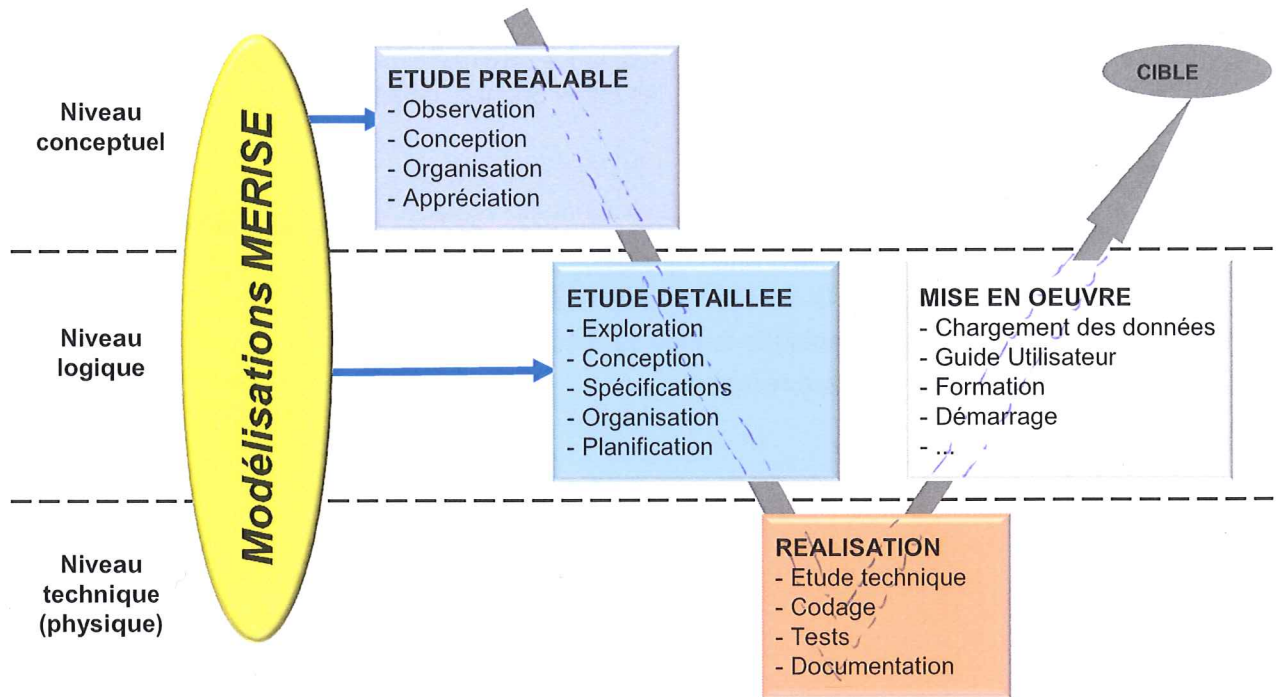 Niveau
conceptuel
Niveau
logique
Niveau
technique
(physique)
Modélisations MERISE
ETUDE PREALABLE
- Observation
- Conception
- Organisation
- Appréciation
ETUDE DETAILLEE
- Exploration
- Conception
- Spécifications
- Organisation
- Planification
REALISATION
- Etude technique
- Codage
- Tests
- Documentation
MISE EN OEUVRE
- Chargement des données
- Guide Utilisateur
- Formation
- Démarrage
- ...
CIBLE